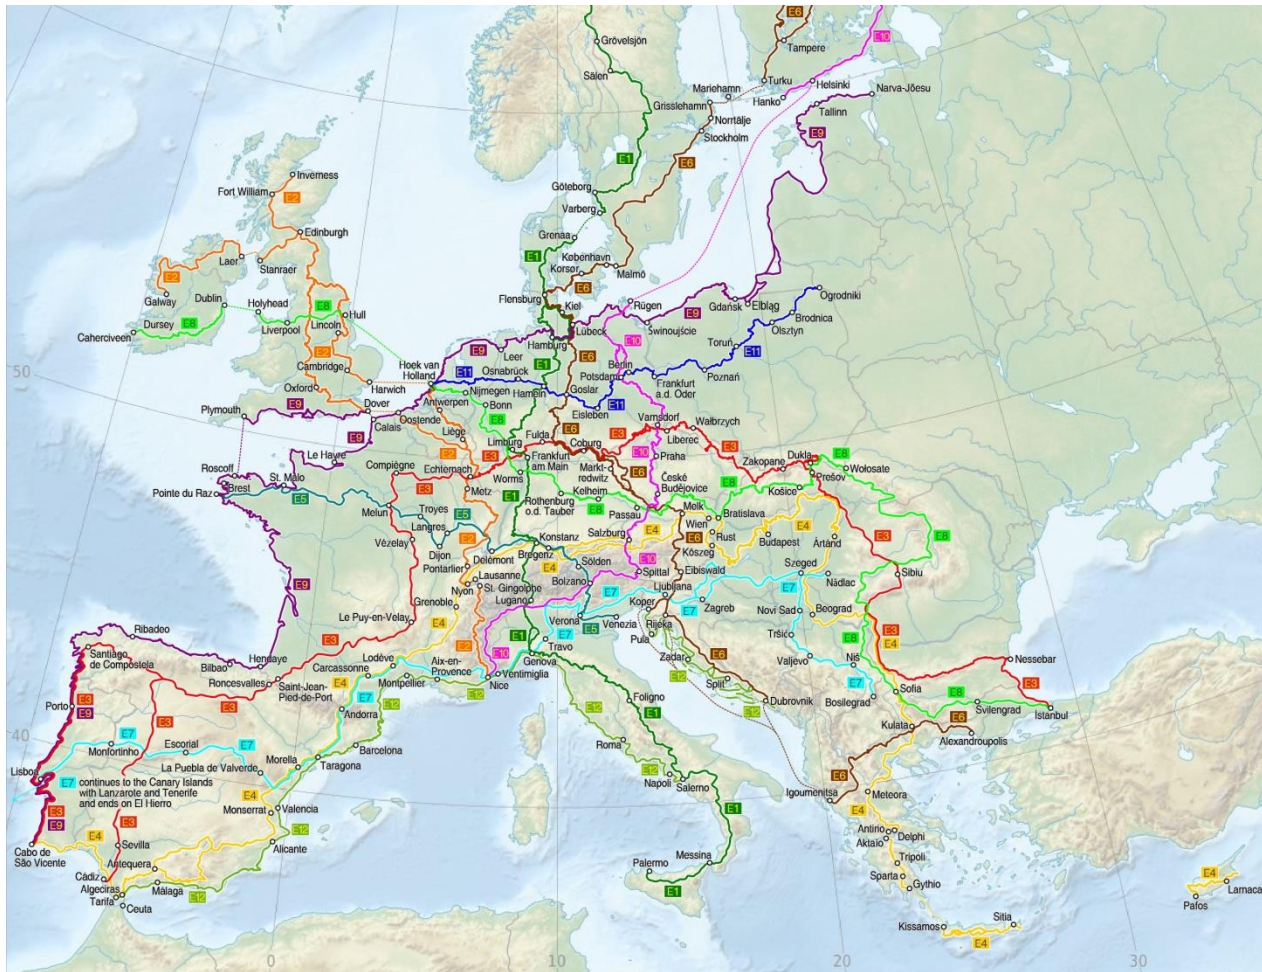 E6
Grövelsjön
Tampere
E10
Sälen
Turku
Helsinki
Mariehamn
Hanko
Narva-Jõesu
Grisslehamn
Tallinn
Norrtälje
Stockholm
E9
E1
E6
Inverness
Fort William
E2
Göteborg
Varberg
Edinburgh
Grenaa
E1
Laer
Stanraer
København
Korsør
Malmö
E2
Galway
E6
Ogrodniki
Dublin
Holyhead
E8
Flensburg
Kiel
Rügen
Gdańsk
Elbląg
Brodnica
Dursey
E8
Liverpool
Lincoln
Hull
Lübeck
E9
Świnoujście
Olsztyn
Cahercivee​n
Hamburg
E10
Toruń
E11
E2
E9
Leer
E6
Berlin
Cambridge
Hoek van
Holland
E11
Osnabrück
E1
Potsdam
Poznań
50
Oxford
Harwich
Nijmegen
Hameln
Goslar
Frankfurt
a.d. Oder
E9
Dover
Antwerpen
Bonn
Eisleben
E11
Plymouth
Calais
Oostende
E8
E6
Varnsdorf
Wałbrzych
E9
Liège
Limburg
Fulda
Coburg
E3
Liberec
E3
Le Havre
E2
E3
Frankfurt
am Main
E10
Dukla
E8
Roscoff
Compiègne
Echternach
Markt-
redwitz
Praha
Zakopane
Wołosate
St. Málo
Brest
E3
Metz
Worms
E6
České
Budějovice
Prešov
Pointe du Raz
E5
E1
Rothenburg
o.d. Tauber
Kelheim
E8
Košice
Melun
Troyes
E5
E8
Passau
Melk
Bratislava
Langres
Salzburg
E4
Wien
E4
Vézelay
E2
Konstanz
E6
Rust
Budapest
Ártánd
E3
E8
Dijon
Delémont
Bregenz
E10
Kőszeg
Pontarlier
E4
Sölden
Eibiswald
Szeged
Lausanne
Bolzano
Spittal
E7
Nădlac
Sibiu
E9
Nyon
St. Gingolphe
E7
Ljubljana
Grenoble
Lugano
Koper
E7
Zagreb
Novi Sad
Beograd
Le Puy-en-Velay
E4
Verona
Venezia
Rijeka
Tršić
E8
E3
Ribadeo
E1
E7
E5
Pula
E4
E3
E2
Travo
Valjevo
Niš
Nessebar
Santiago
de Compostela
Hendaye
Lodève
E10
Genova
Zadar
E6
E7
Bilbao
Carcassonne
Aix-en-
Provence
Ventimiglia
E12
Sofia
E8
E3
Roncesvalles
Saint-Jean-
Pied-de-Port
E4
Montpellier
E12
Nice
Foligno
Split
Bosilegrad
Svilengrad
E3
E3
E7
Dubrovnik
İstanbul
Porto
E9
E3
Andorra
E12
E12
E1
E12
Kulata
E6
40
E7
Escorial
E7
Barcelona
Roma
Alexandroupolis
Monfortinho
Morella
E12
La Puebla de Valverde
Tarragona
Napoli
Salerno
E6
Lisboa
E7 continues to the Canary Islands
with Lanzarote and Tenerife
and ends on El Hierro
E4
Igoumenitsa
Meteora
E3
Monserrat
Valencia
E1
E4
E9
E3
E12
Antirio
Delphi
E4
Sevilla
Alicante
Aktaio
Cabo de
São Vicente
Antequera
Messina
Tripoli
Palermo
Cádiz
Sparta
E4
Algeciras
Málaga
E12
E1
Gythio
Larnaca
Tarifa
Ceuta
Pafos
Kissamos
Sitia
E4
0
10
20
30